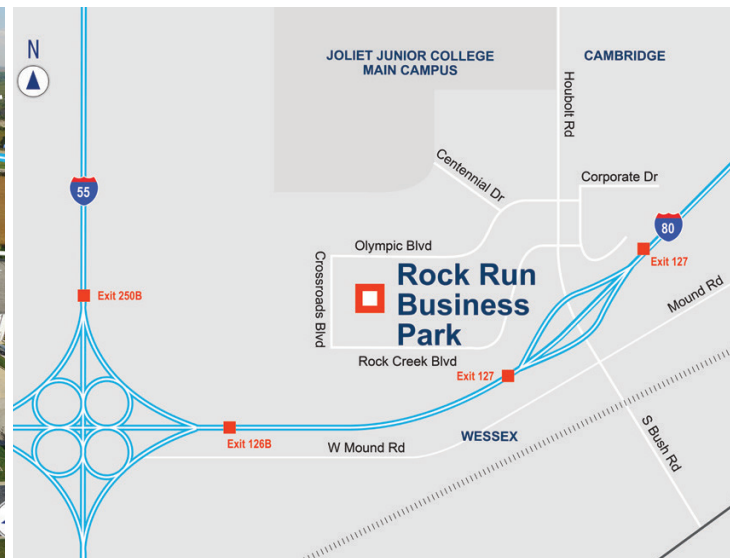 N
JOLIET JUNIOR COLLEGE
MAIN CAMPUS
CAMBRIDGE
Houbolt Rd
Centennial Dr
Corporate Dr
55
80
Olympic Blvd
Crossroads Blvd
Rock Run
Business
Park
Exit 127
Mound Rd
Exit 250B
Rock Creek Blvd
Exit 127
Exit 126B
W Mound Rd
WESSEX
S Bush Rd